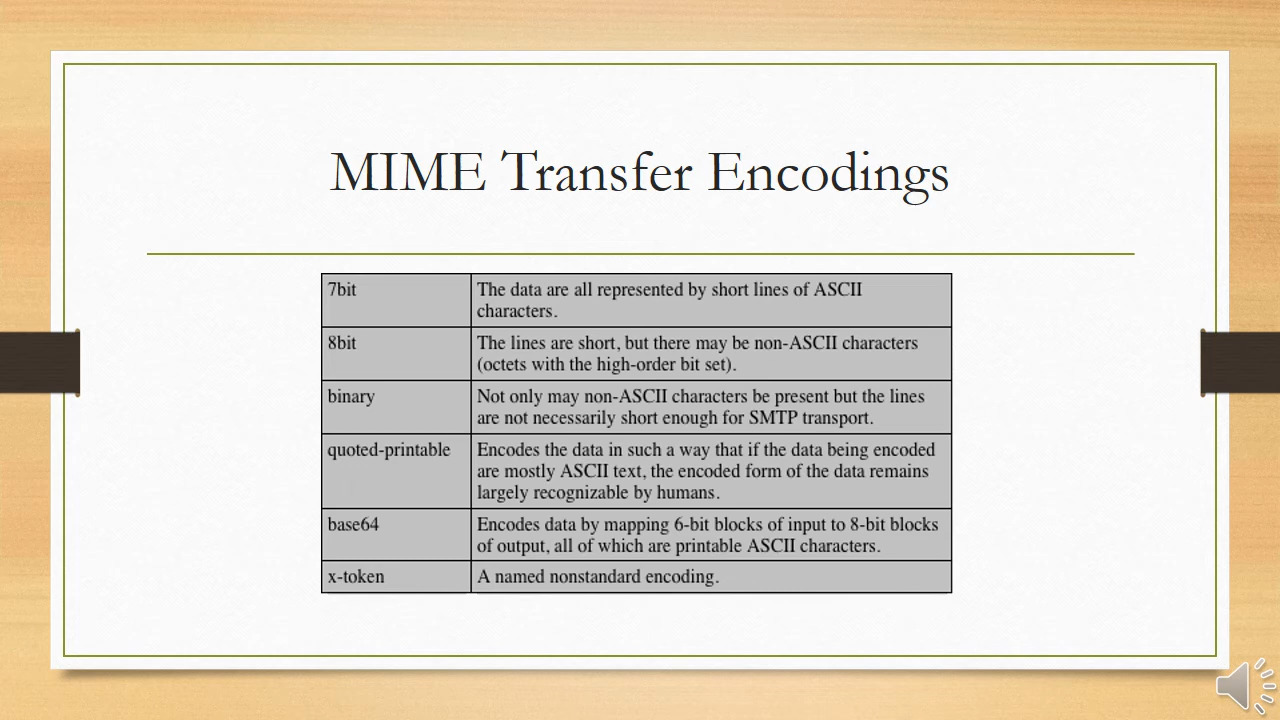 MIME Transfer Encodings
7bit
The data are all represented by short lines of ASCII
characters.
8bit
The lines are short, but there may be non-ASCII characters
(octets with the high-order bit set).
binary
Not only may non-ASCII characters be present but the lines
are not necessarily short enough for SMTP transport.
quoted-printable
Encodes the data in such a way that if the data being encoded
are mostly ASCII text, the encoded form of the data remains
largely recognizable by humans.
base64
Encodes data by mapping 6-bit blocks of input to 8-bit blocks
of output, all of which are printable ASCII characters.
x-token
A named nonstandard encoding.